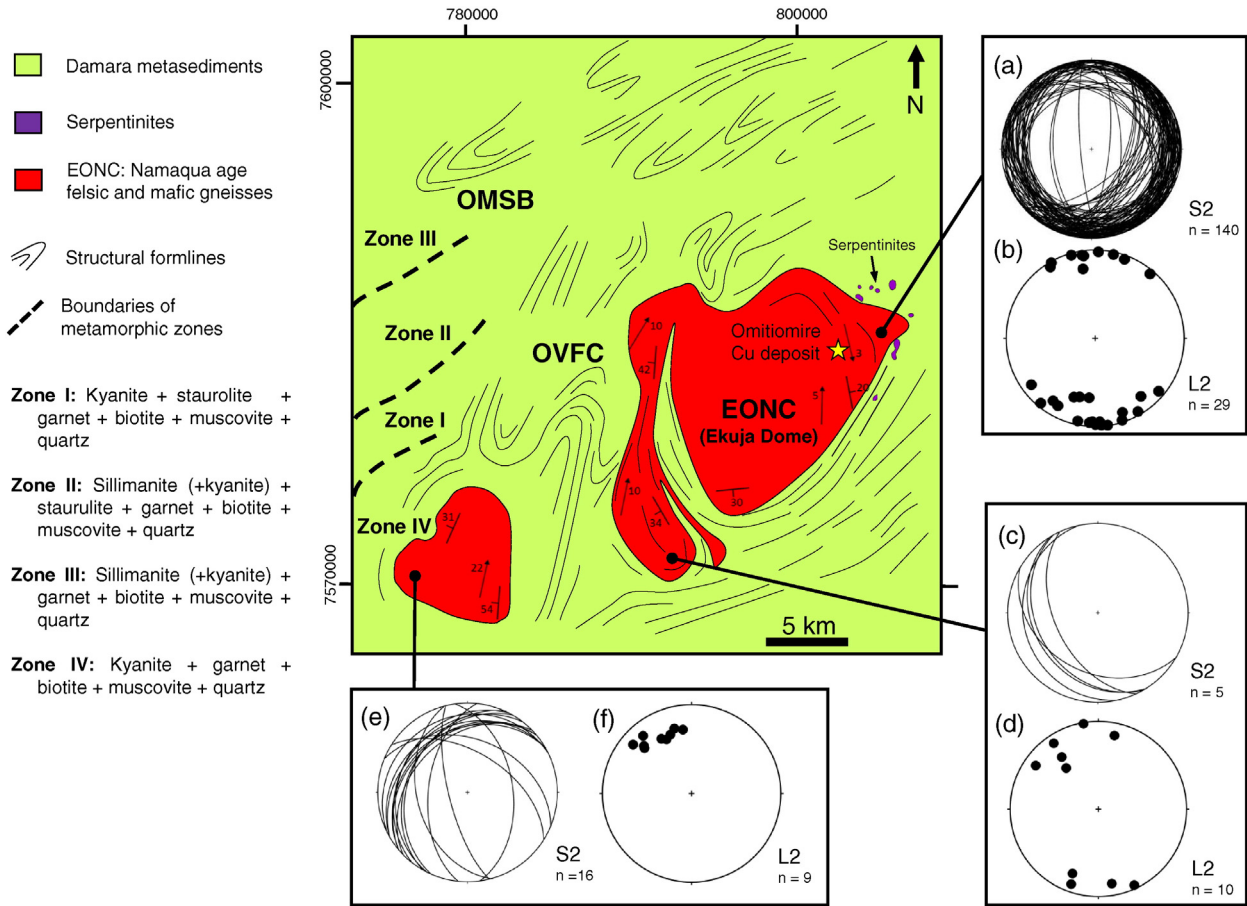 780000
800000
7600000
7570000
Damara metasediments
Serpentinites
EONC: Namaqua age
felsic and mafic gneisses
Structural formlines
Boundaries of
metamorphic zones
Zone I: Kyanite + staurolite +
garnet + biotite + muscovite +
quartz
Zone II: Sillimanite (+kyanite) +
staurulite + garnet + biotite +
muscovite + quartz
Zone III: Sillimanite (+kyanite) +
garnet + biotite + muscovite +
quartz
Zone IV: Kyanite + garnet +
biotite + muscovite + quartz
N
OMSB
Zone III
Serpentinites
Zone II
OVFC
10
Omitiomire
Cu deposit
3
42
5
20
EONC
(Ekuja Dome)
Zone I
10
30
34
Zone IV
31
22
54
5 km
(a)
S2
n = 140
(b)
L2
n = 29
(c)
S2
n = 5
(d)
L2
n = 10
(e)
S2
n =16
(f)
L2
n = 9